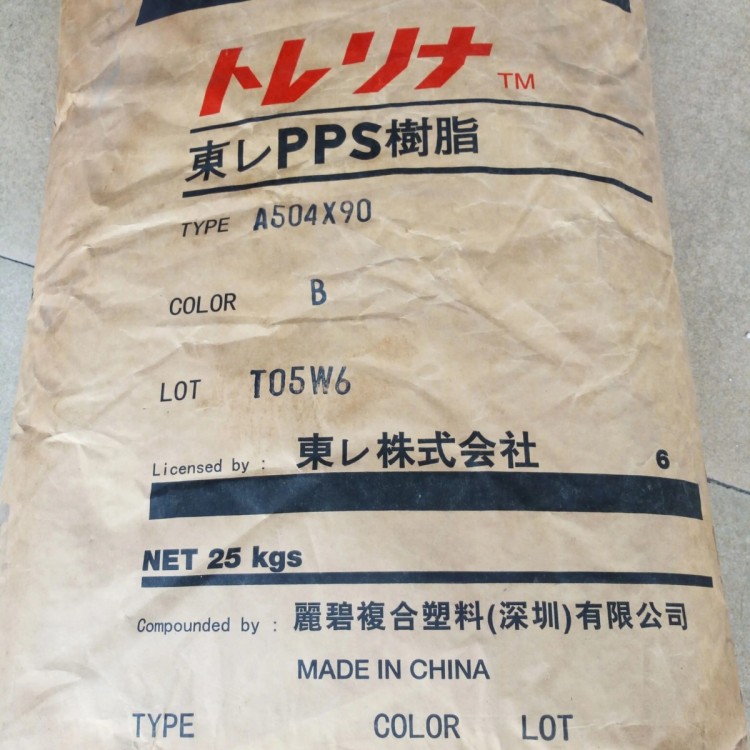 トレリナ TM
東レPPS樹脂
TYPE A504X90
COLOR B
LOT T05W6
Licensed by : 東レ株式会社 6
NET 25 kgs
Compounded by : 麗碧複合塑料(深圳)有限公司
MADE IN CHINA
TYPE COLOR LOT